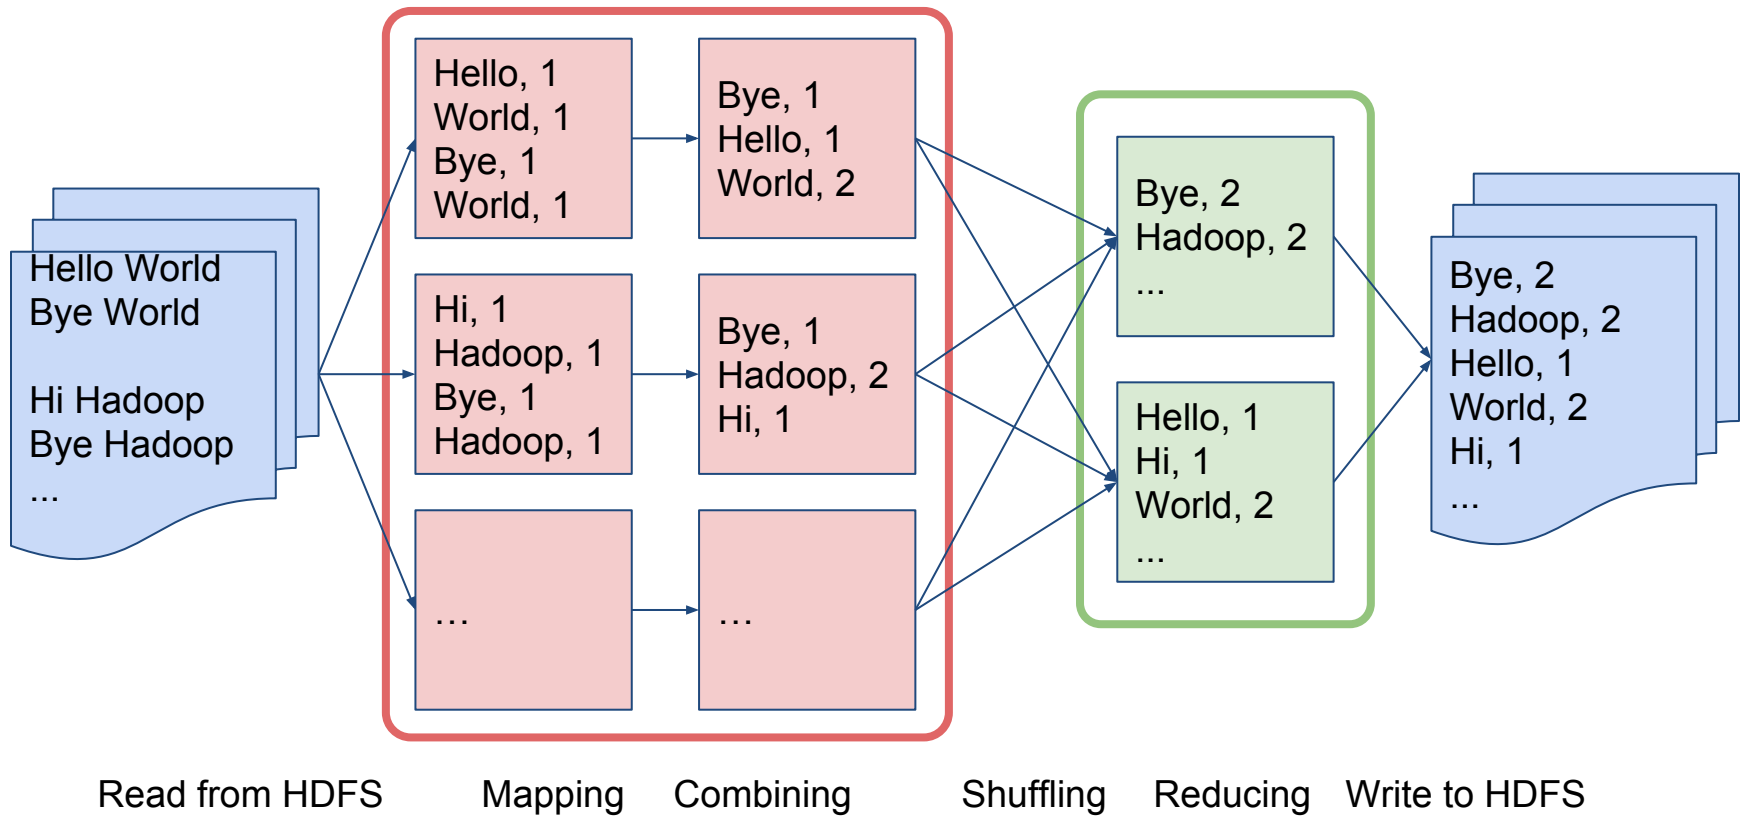 Hello World
Bye World
Hi Hadoop
Bye Hadoop
...
Hello, 1
World, 1
Bye, 1
World, 1
Hi, 1
Hadoop, 1
Bye, 1
Hadoop, 1
...
Bye, 1
Hello, 1
World, 2
Bye, 1
Hadoop, 2
Hi, 1
...
Bye, 2
Hadoop, 2
...
Hello, 1
Hi, 1
World, 2
...
Bye, 2
Hadoop, 2
Hello, 1
World, 2
Hi, 1
...
Read from HDFS
Mapping
Combining
Shuffling
Reducing
Write to HDFS